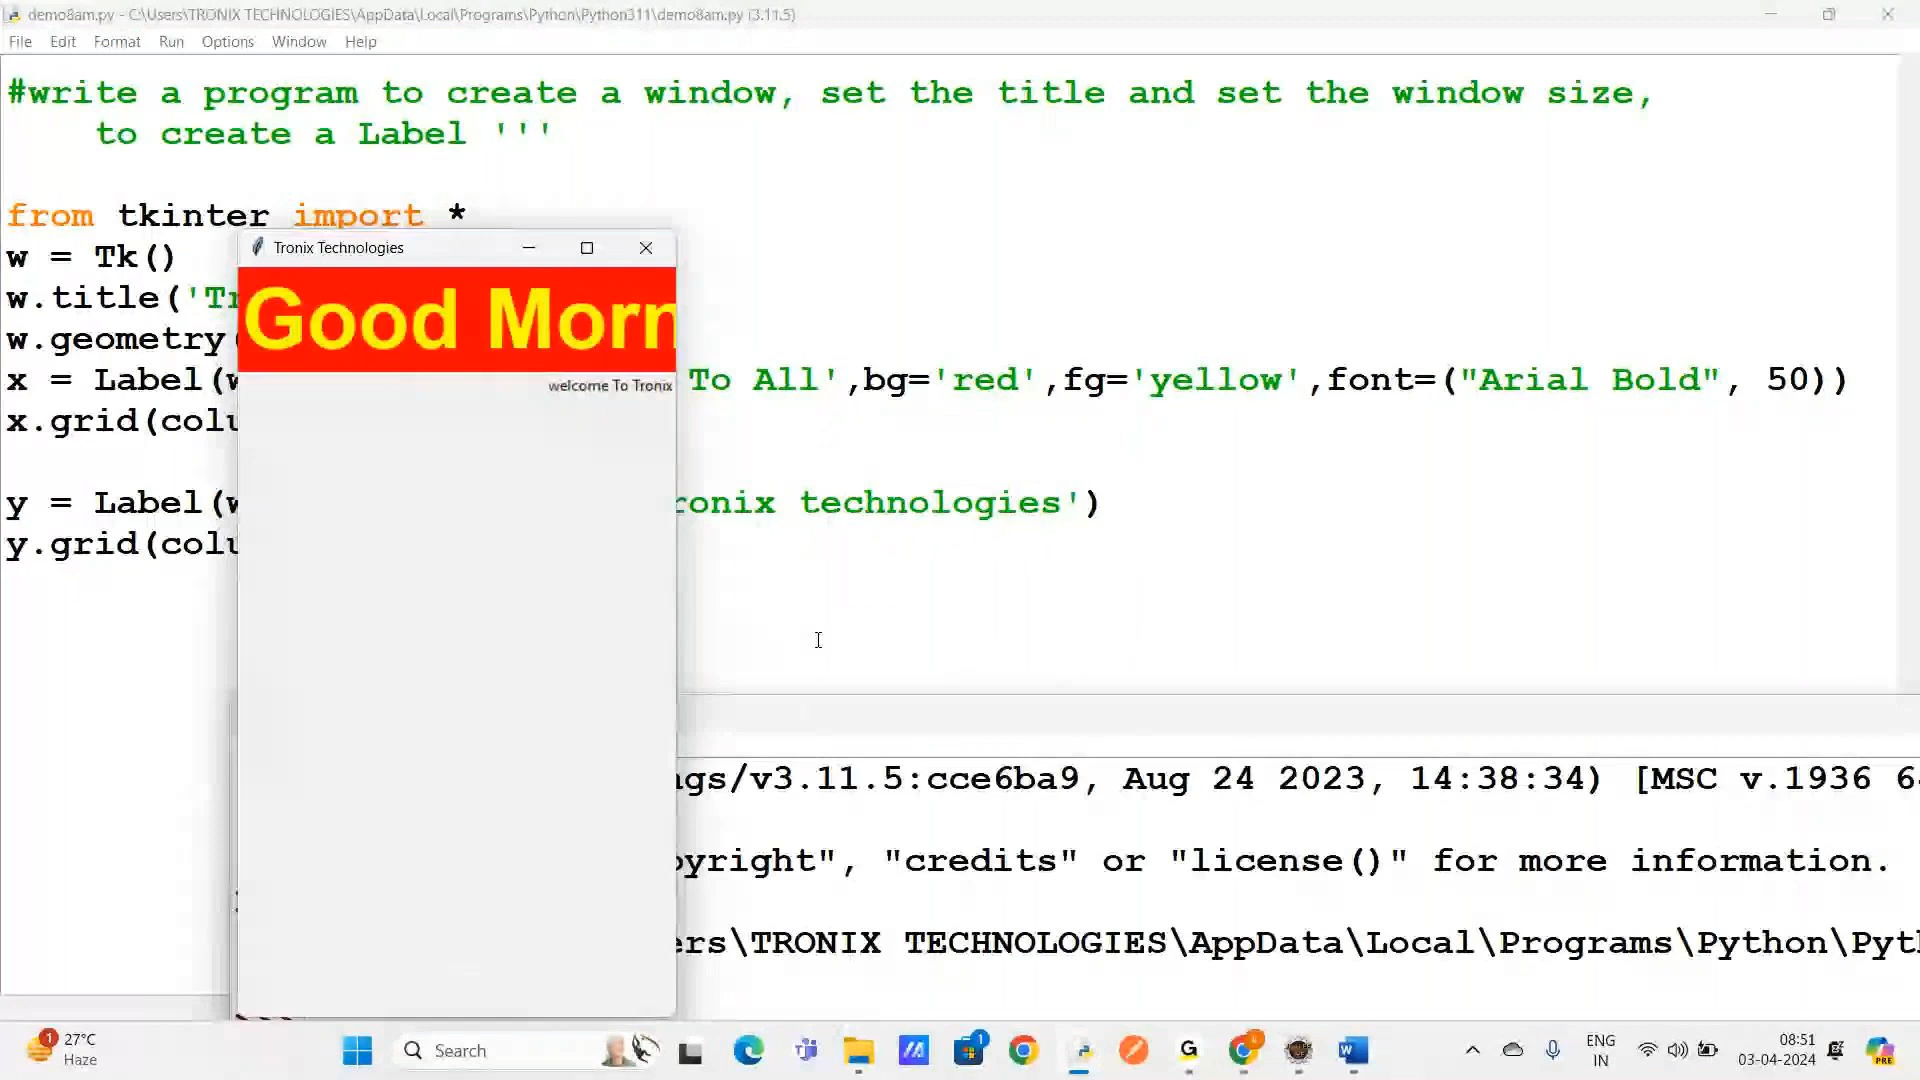 demo8am.py - C:\Users\TRONIX TECHNOLOGIES\AppData\Local\Programs\Python\Python311\demo8am.py (3.11.5)
File Edit Format Run Options Window Help
#write a program to create a window, set the title and set the window size,
to create a Label '''
from tkinter import *
w = Tk()
Tronix Technologies
w.title('Tr
Good Morn
w.geometry(
x = Label(w To All',bg='red',fg='yellow',font=("Arial Bold", 50))
welcome To Tronix
x.grid(colu
y = Label(w ronix technologies')
y.grid(colu
ngs/v3.11.5:cce6ba9, Aug 24 2023, 14:38:34) [MSC v.1936 6
pyright", "credits" or "license()" for more information.
ers\TRONIX TECHNOLOGIES\AppData\Local\Programs\Python\Pyt
1
27°C
Haze
Search
1
G
ENG
IN
08:51
03-04-2024
PRE